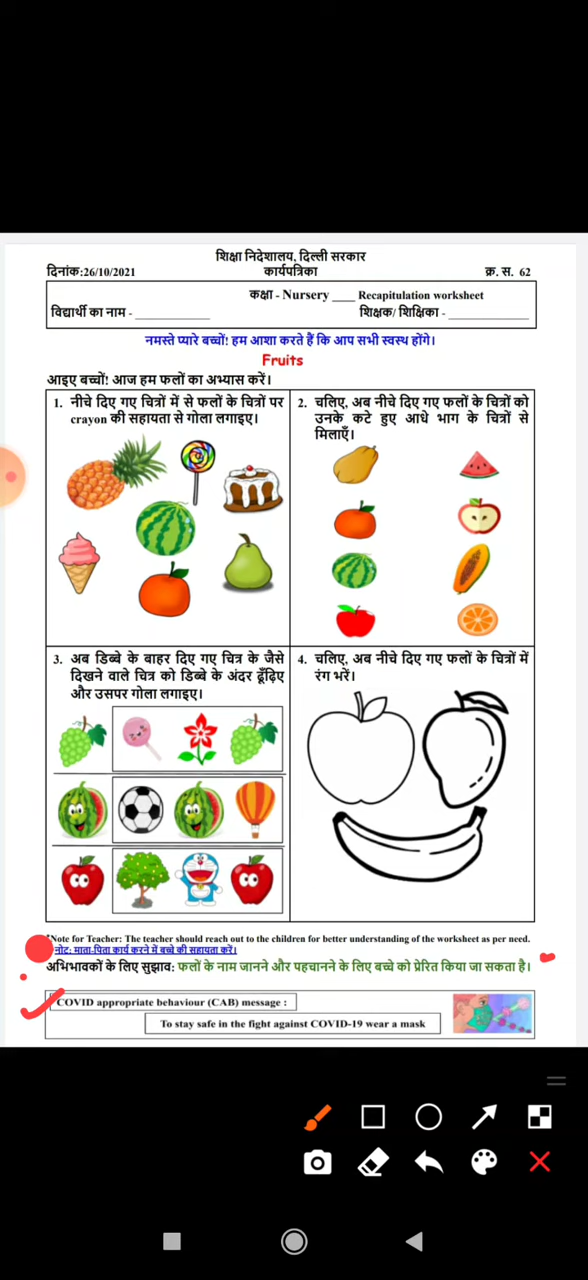 शिक्षा निदेशालय, दिल्ली सरकार
दिनांक:26/10/2021 कार्यपत्रिका क्र. स. 62
कक्षा - Nursery ____ Recapitulation worksheet
विद्यार्थी का नाम - ____________ शिक्षक/ शिक्षिका - ____________
नमस्ते प्यारे बच्चों! हम आशा करते हैं कि आप सभी स्वस्थ होंगे।
Fruits
आइए बच्चों! आज हम फलों का अभ्यास करें।
1. नीचे दिए गए चित्रों में से फलों के चित्रों पर
crayon की सहायता से गोला लगाइए।
2. चलिए, अब नीचे दिए गए फलों के चित्रों को
उनके कटे हुए आधे भाग के चित्रों से
मिलाएँ।
3. अब डिब्बे के बाहर दिए गए चित्र के जैसे
दिखने वाले चित्र को डिब्बे के अंदर ढूँढ़िए
और उसपर गोला लगाइए।
4. चलिए, अब नीचे दिए गए फलों के चित्रों में
रंग भरें।
*Note for Teacher: The teacher should reach out to the children for better understanding of the worksheet as per need.
नोट: माता-पिता कार्य करने में बच्चे की सहायता करें।
अभिभावकों के लिए सुझाव: फलों के नाम जानने और पहचानने के लिए बच्चे को प्रेरित किया जा सकता है।
COVID appropriate behaviour (CAB) message :
To stay safe in the fight against COVID-19 wear a mask